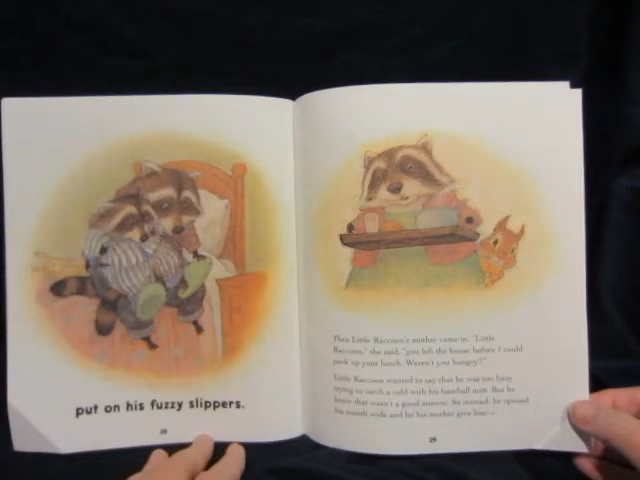 put on his fuzzy slippers.
28
Then Little Raccoon's mother came in. "Little
Raccoon," she said, "you left the house before I could
pack up your lunch. Weren't you hungry?"
Little Raccoon wanted to say that he was too busy
trying to catch a cold with his baseball mitt. But he
knew that wasn't a good answer. So instead, he opened
his mouth wide and let his mother give him—
29